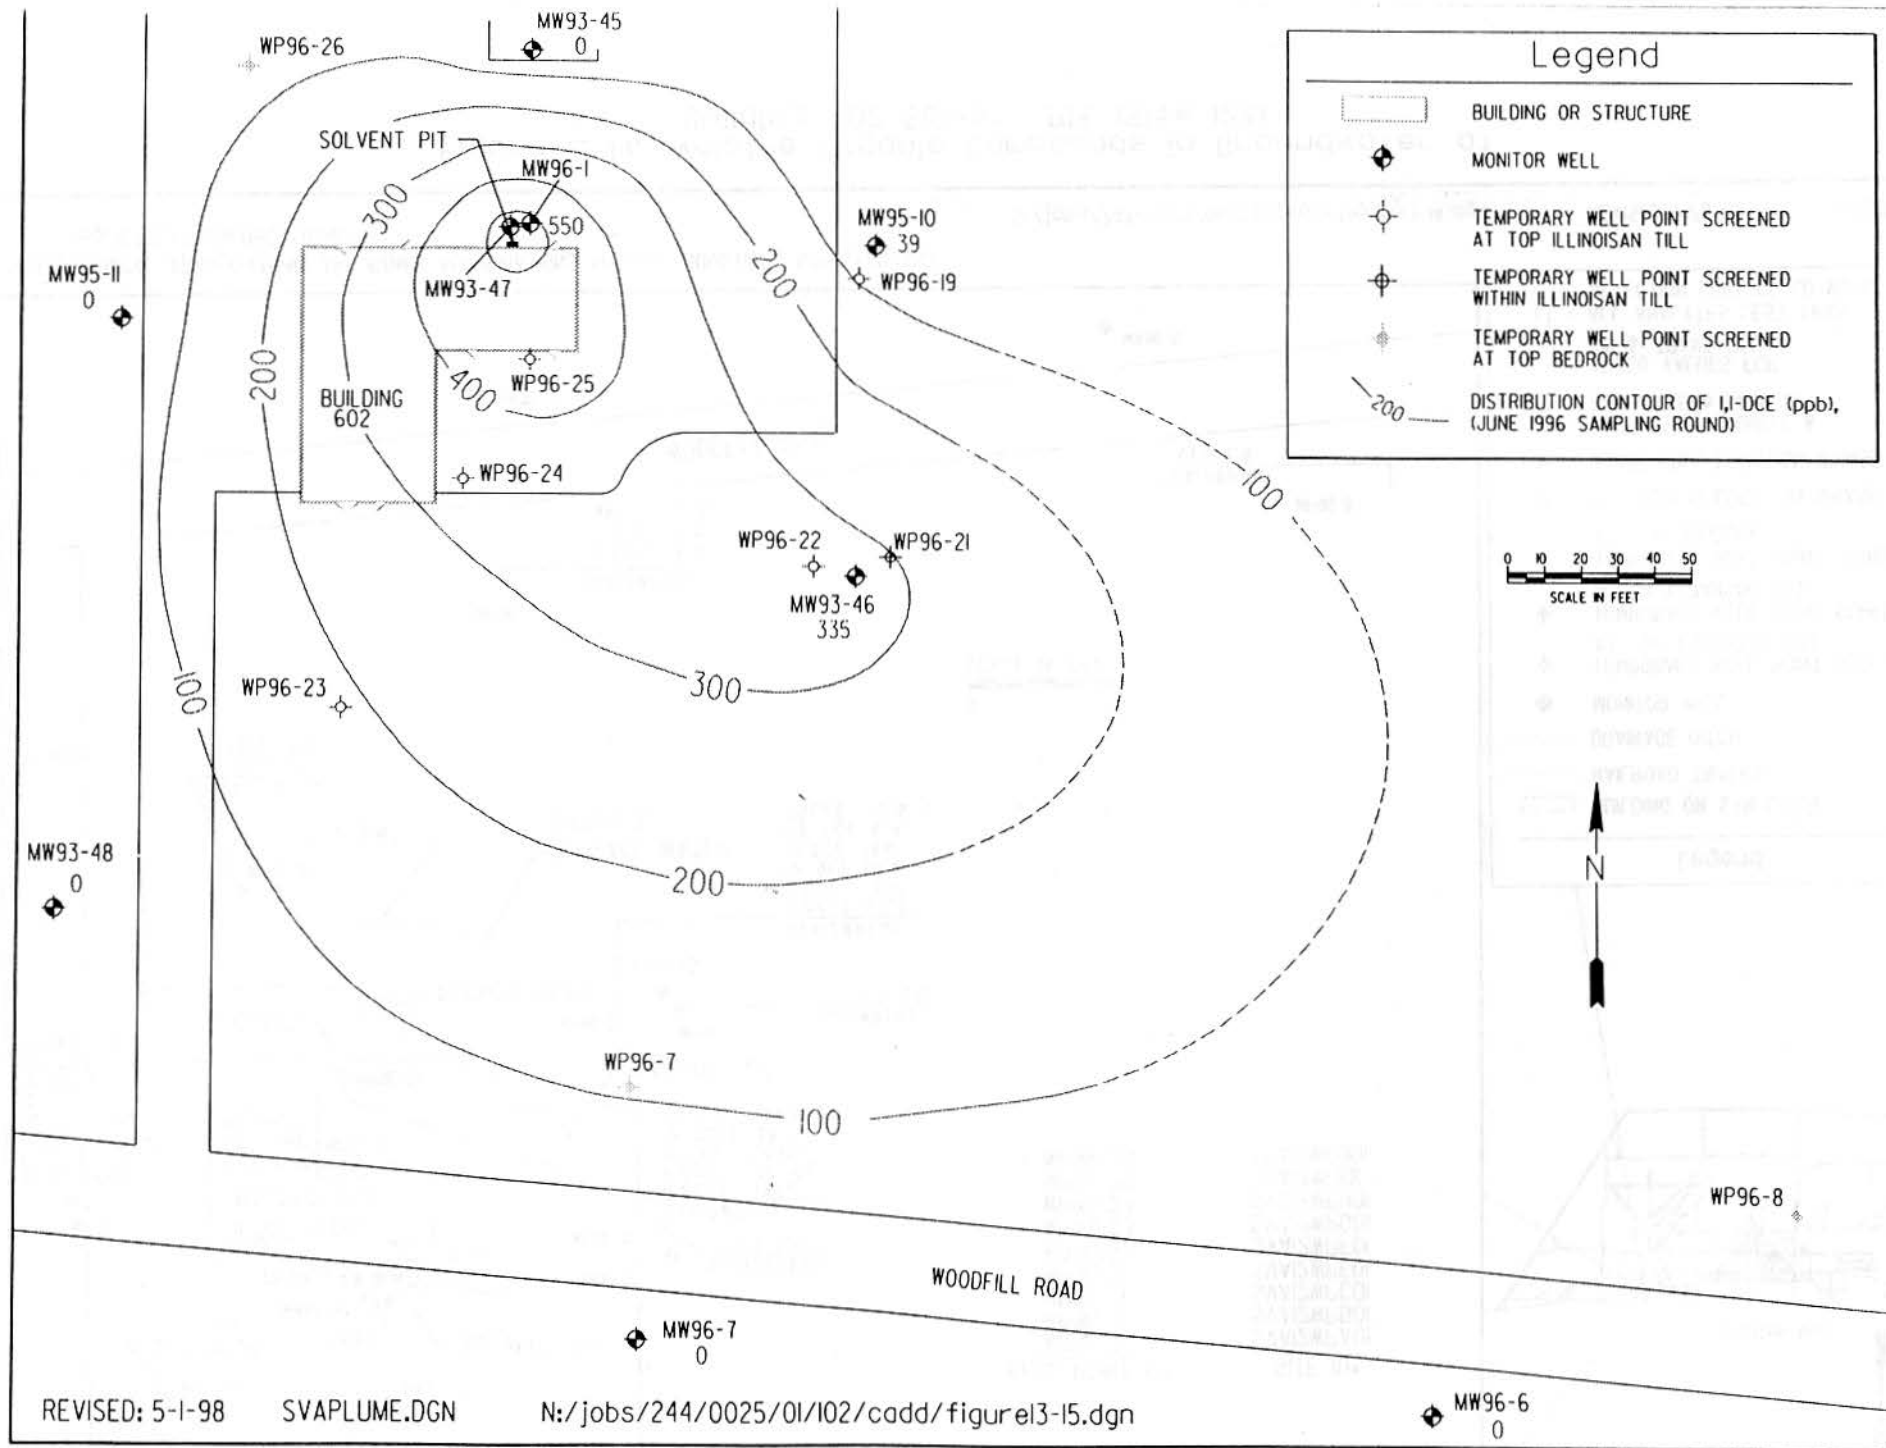 MW93-45
0
WP96-26
SOLVENT PIT
MW96-1
550
300
MW93-47
MW95-10
39
WP96-19
200
MW95-11
0
200
BUILDING
602
400
WP96-25
WP96-24
100
WP96-22
WP96-21
MW93-46
335
300
WP96-23
100
MW93-48
0
200
WP96-7
100
WP96-8
WOODFILL ROAD
MW96-7
0
MW96-6
0
Legend
BUILDING OR STRUCTURE
MONITOR WELL
TEMPORARY WELL POINT SCREENED
AT TOP ILLINOISAN TILL
TEMPORARY WELL POINT SCREENED
WITHIN ILLINOISAN TILL
TEMPORARY WELL POINT SCREENED
AT TOP BEDROCK
200
DISTRIBUTION CONTOUR OF 1,1-DCE (ppb),
(JUNE 1996 SAMPLING ROUND)
0 10 20 30 40 50
SCALE IN FEET
N
REVISED: 5-1-98 SVAPLUME.DGN N:/jobs/244/0025/01/102/cadd/figure13-15.dgn